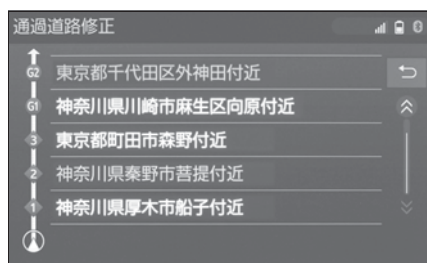 通過道路修正
G2 東京都千代田区外神田付近
G1 神奈川県川崎市麻生区向原付近
3 東京都町田市森野付近
2 神奈川県秦野市菩提付近
1 神奈川県厚木市船子付近